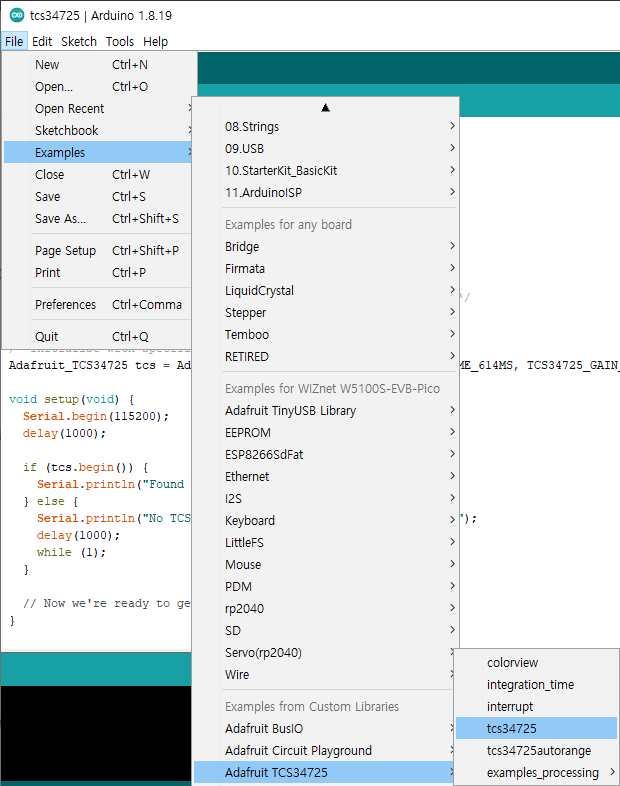 tcs34725 | Arduino 1.8.19
File Edit Sketch Tools Help
New Ctrl+N
Open... Ctrl+O
Open Recent
Sketchbook
Examples
Close Ctrl+W
Save Ctrl+S
Save As... Ctrl+Shift+S
Page Setup Ctrl+Shift+P
Print Ctrl+P
Preferences Ctrl+Comma
Quit Ctrl+Q
08.Strings
09.USB
10.StarterKit_BasicKit
11.ArduinoISP
Examples for any board
Bridge
Firmata
LiquidCrystal
Stepper
Temboo
RETIRED
Examples for WIZnet W5100S-EVB-Pico
Adafruit TinyUSB Library
EEPROM
ESP8266SdFat
Ethernet
I2S
Keyboard
LittleFS
Mouse
PDM
rp2040
SD
Servo(rp2040)
Wire
Examples from Custom Libraries
Adafruit BusIO
Adafruit Circuit Playground
Adafruit TCS34725
colorview
integration_time
interrupt
tcs34725
tcs34725autorange
examples_processing
*/
Adafruit_TCS34725 tcs = Ad ME_614MS, TCS34725_GAIN_
void setup(void) {
Serial.begin(115200);
delay(1000);
if (tcs.begin()) {
Serial.println("Found
} else {
Serial.println("No TCS ");
delay(1000);
while (1);
}
// Now we're ready to ge
}